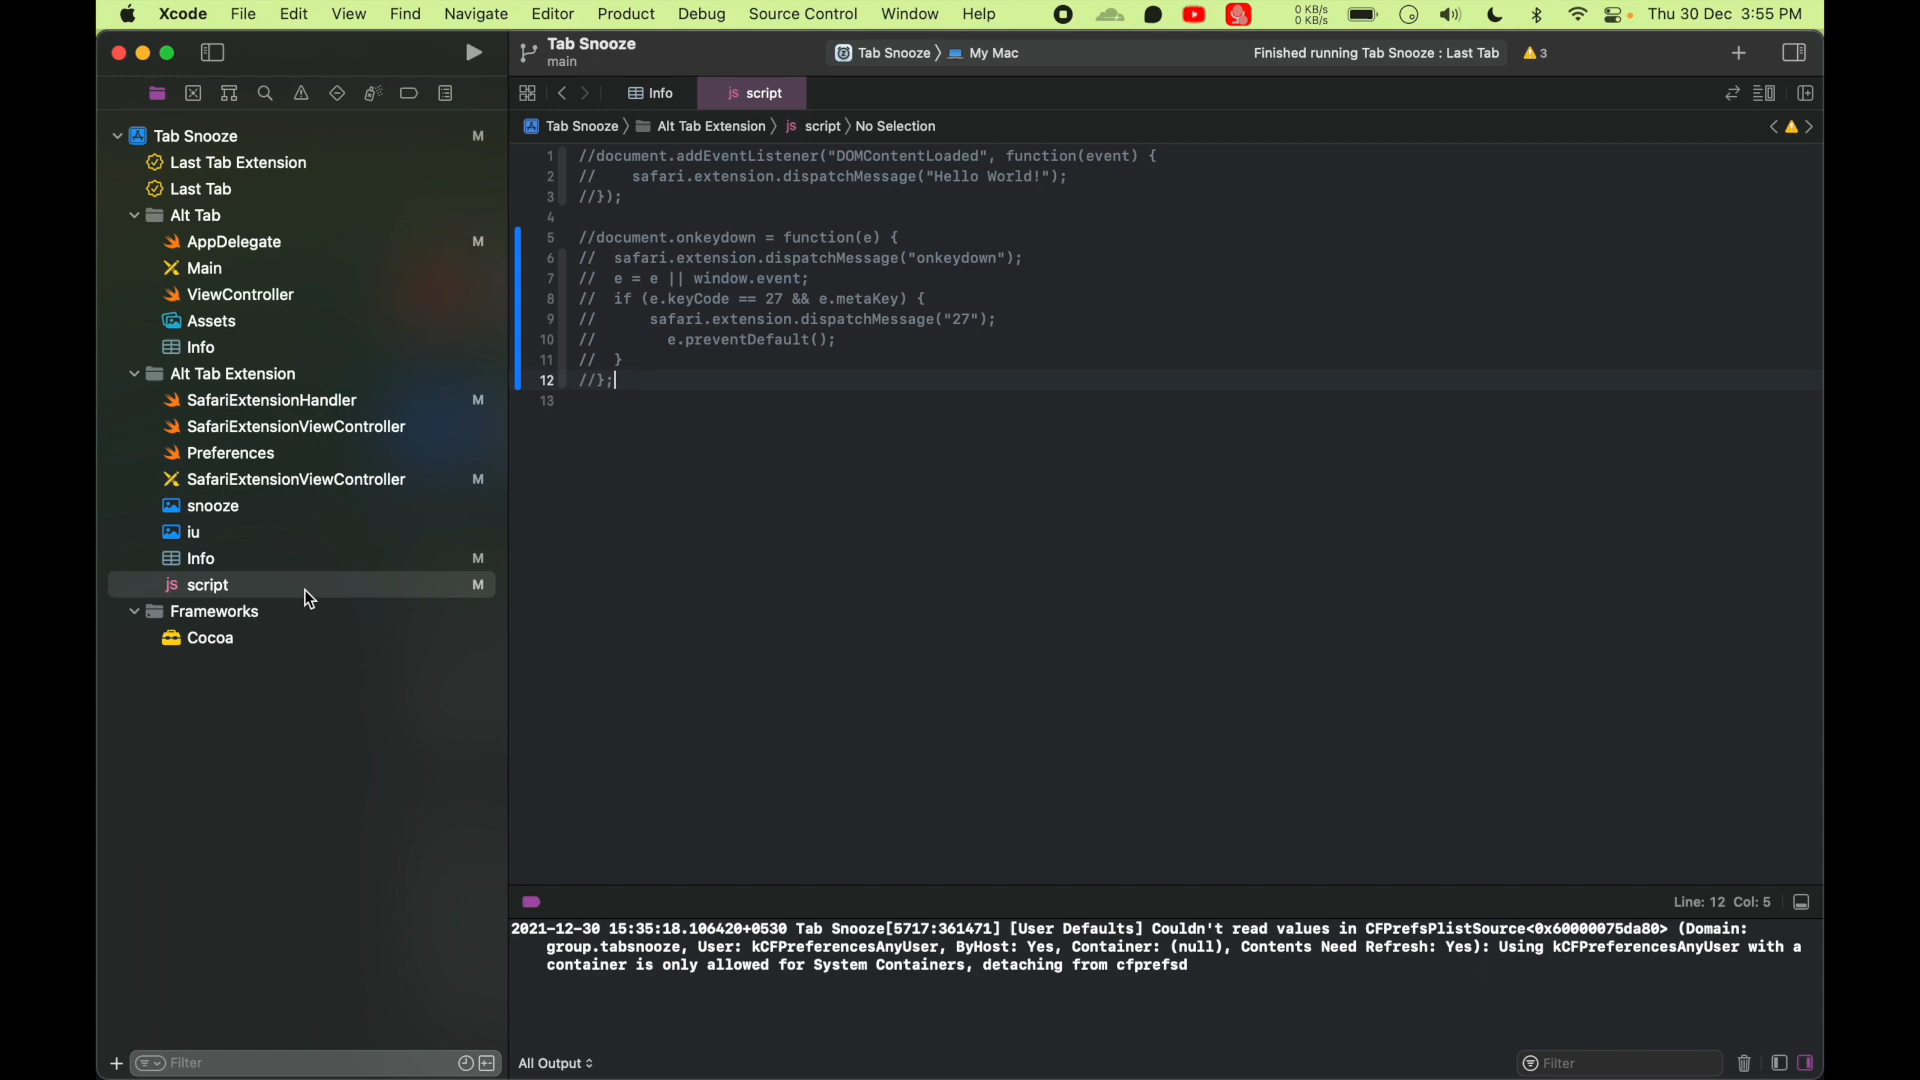 Xcode File Edit View Find Navigate Editor Product Debug Source Control Window Help 0 KB/s 0 KB/s Thu 30 Dec 3:55 PM
Tab Snooze
main
Tab Snooze 〉 My Mac
Finished running Tab Snooze : Last Tab
3
Info
js script
Tab Snooze 〉 Alt Tab Extension 〉 js script 〉 No Selection
Tab Snooze M
Last Tab Extension
Last Tab
Alt Tab
AppDelegate M
Main
ViewController
Assets
Info
Alt Tab Extension
SafariExtensionHandler M
SafariExtensionViewController
Preferences
SafariExtensionViewController M
snooze
iu
Info M
js script M
Frameworks
Cocoa
Filter
1 //document.addEventListener("DOMContentLoaded", function(event) {
2 //    safari.extension.dispatchMessage("Hello World!");
3 //});
4
5 //document.onkeydown = function(e) {
6 //  safari.extension.dispatchMessage("onkeydown");
7 //  e = e || window.event;
8 //  if (e.keyCode == 27 && e.metaKey) {
9 //      safari.extension.dispatchMessage("27");
10 //        e.preventDefault();
11 //  }
12 //};
13
Line: 12 Col: 5
2021-12-30 15:35:18.106420+0530 Tab Snooze[5717:361471] [User Defaults] Couldn't read values in CFPrefsPlistSource<0x60000075da80> (Domain:
group.tabsnooze, User: kCFPreferencesAnyUser, ByHost: Yes, Container: (null), Contents Need Refresh: Yes): Using kCFPreferencesAnyUser with a
container is only allowed for System Containers, detaching from cfprefsd
All Output
Filter